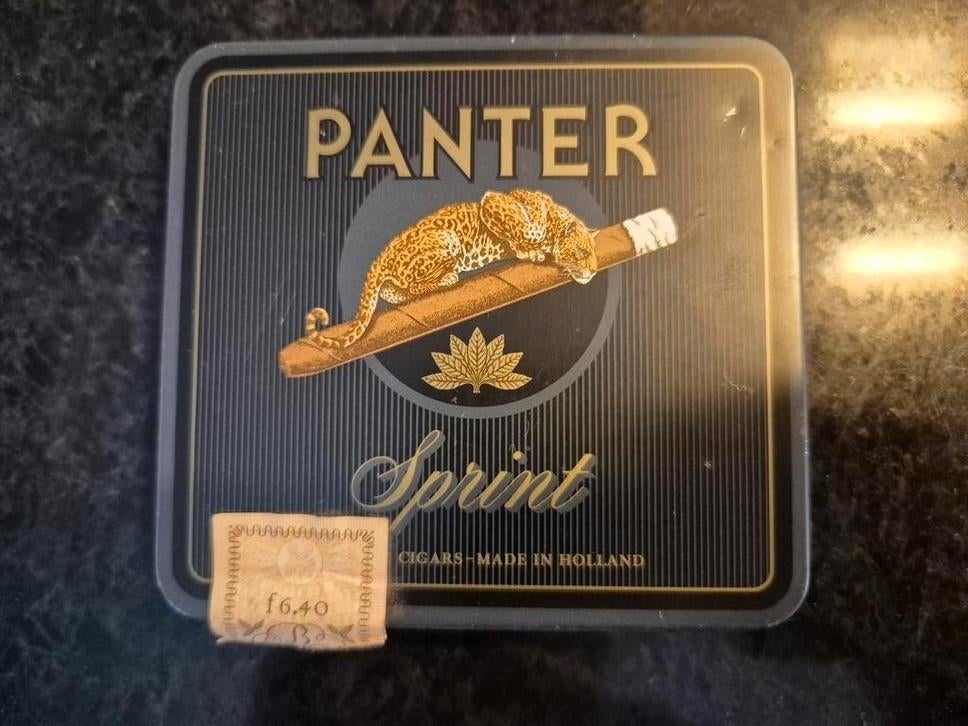 PANTER
Sprint
CIGARS-MADE IN HOLLAND
f6,40
B